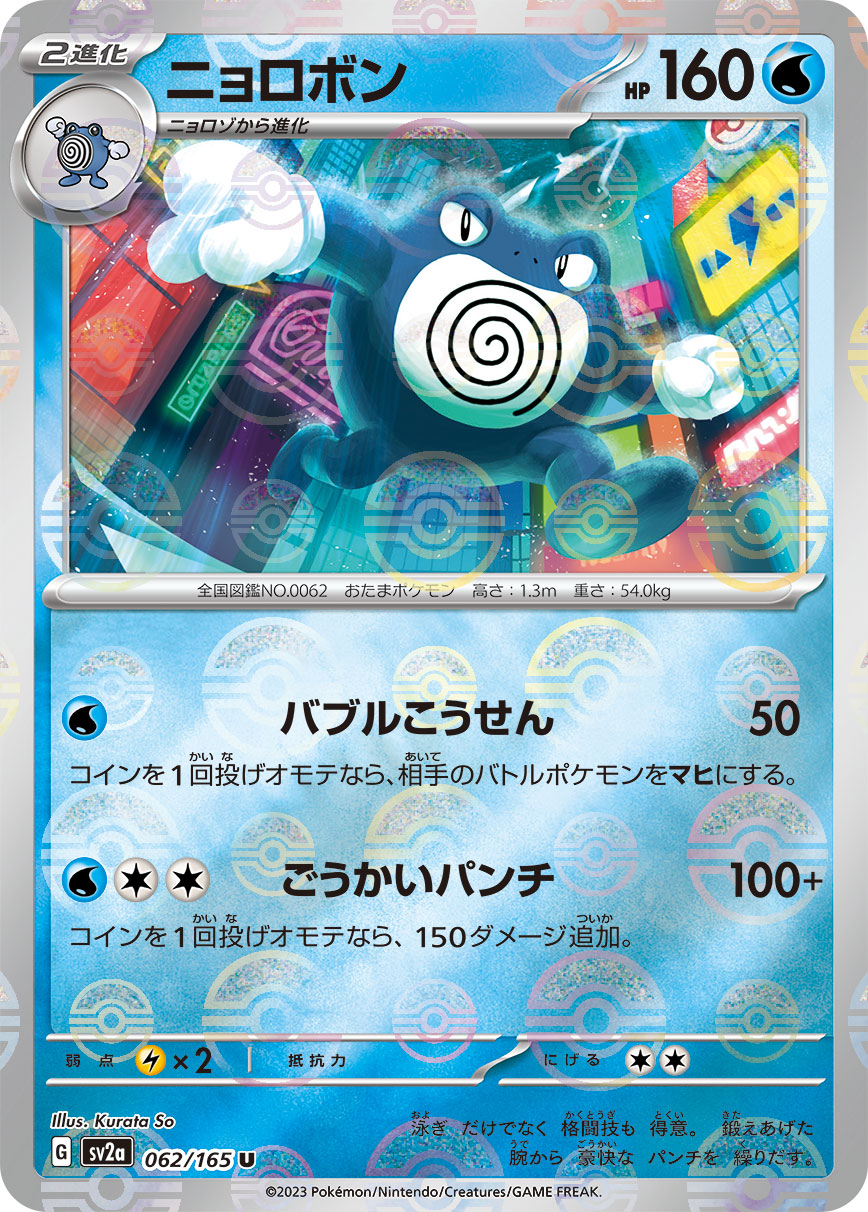 2進化
ニョロボン
HP 160
ニョロゾから進化
全国図鑑NO.0062 おたまポケモン 高さ：1.3m 重さ：54.0kg
バブルこうせん 50
コインを1回投げオモテなら、相手のバトルポケモンをマヒにする。
ごうかいパンチ 100+
コインを1回投げオモテなら、150ダメージ追加。
弱点 ×2 抵抗力 にげる
Illus. Kurata So
G sv2a 062/165 U
泳ぎ だけでなく 格闘技も 得意。 鍛えあげた
腕から 豪快な パンチを 繰りだす。
©2023 Pokémon/Nintendo/Creatures/GAME FREAK.